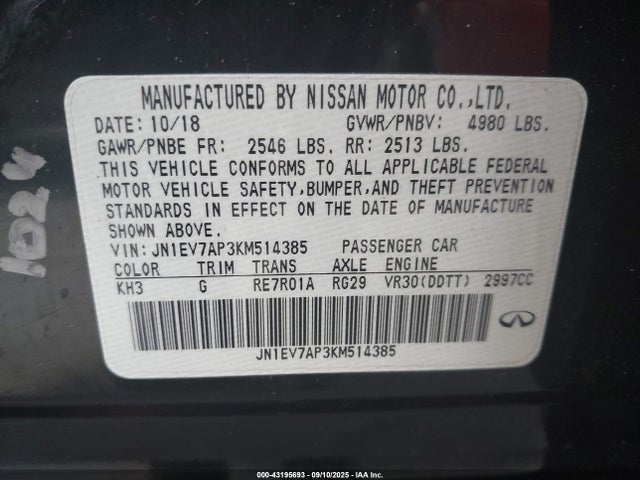 MANUFACTURED BY NISSAN MOTOR CO.,LTD.
DATE: 10/18 GVWR/PNBV: 4980 LBS.
GAWR/PNBE FR: 2546 LBS. RR: 2513 LBS.
THIS VEHICLE CONFORMS TO ALL APPLICABLE FEDERAL
MOTOR VEHICLE SAFETY,BUMPER,AND THEFT PREVENTION
STANDARDS IN EFFECT ON THE DATE OF MANUFACTURE
SHOWN ABOVE.
VIN: JN1EV7AP3KM514385 PASSENGER CAR
COLOR TRIM TRANS AXLE ENGINE
KH3 G RE7R01A RG29 VR30(DDTT) 2997CC
JN1EV7AP3KM514385
1024
000-43195693 - 09/10/2025 - IAA Inc.